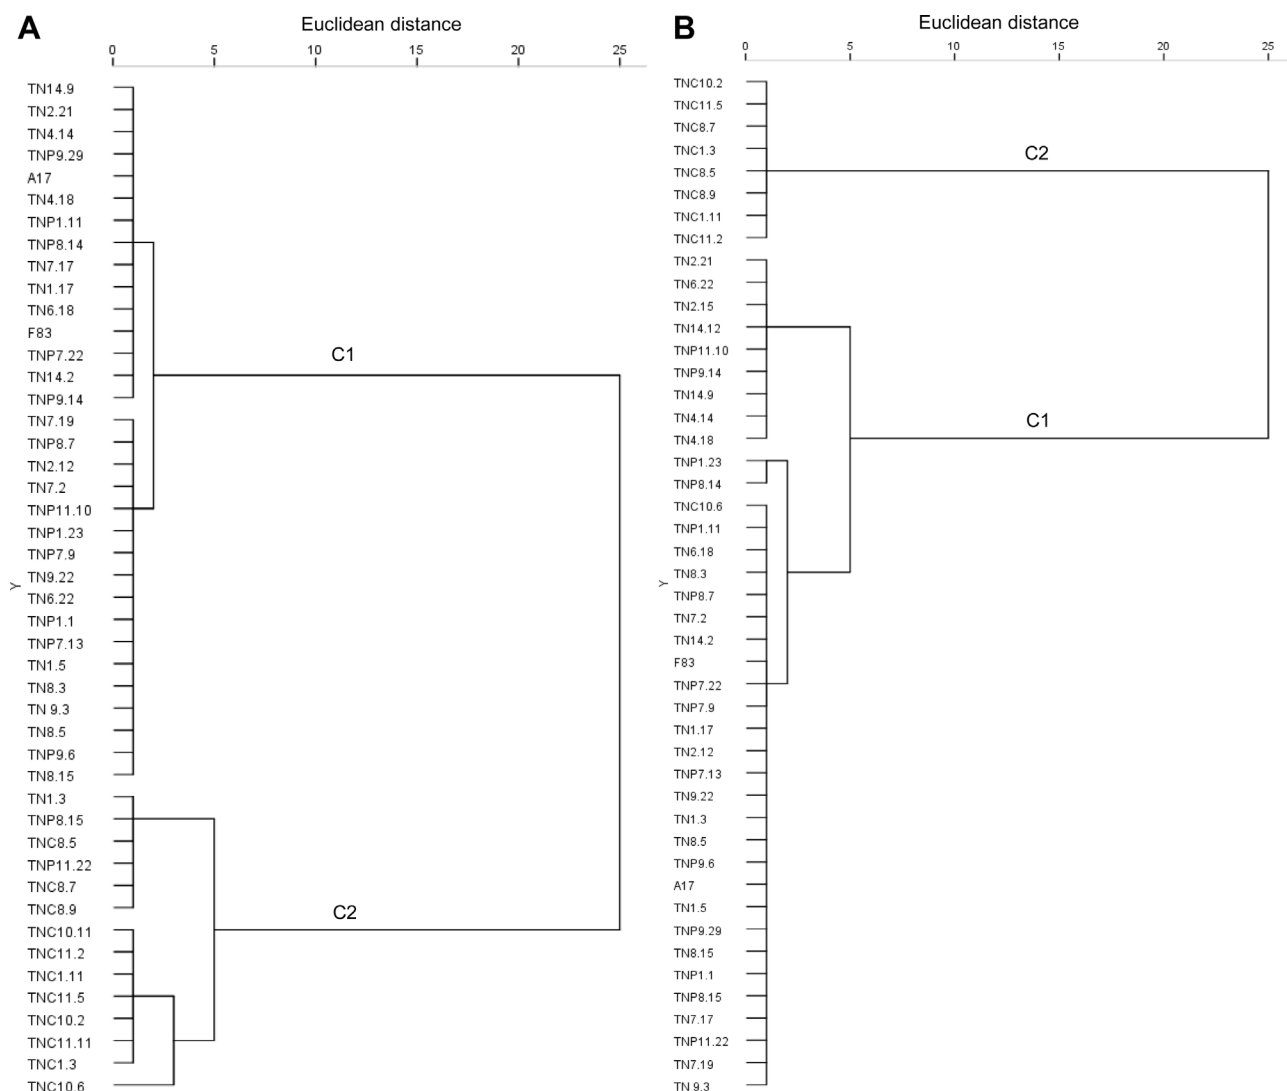 A
Euclidean distance
0 5 10 15 20 25
TN14.9
TN2.21
TN4.14
TNP9.29
A17
TN4.18
TNP1.11
TNP8.14
TN7.17
TN1.17
TN6.18
F83
TNP7.22
TN14.2
TNP9.14
TN7.19
TNP8.7
TN2.12
TN7.2
TNP11.10
TNP1.23
TNP7.9
TN9.22
TN6.22
TNP1.1
TNP7.13
TN1.5
TN8.3
TN 9.3
TN8.5
TNP9.6
TN8.15
TN1.3
TNP8.15
TNC8.5
TNP11.22
TNC8.7
TNC8.9
TNC10.11
TNC11.2
TNC1.11
TNC11.5
TNC10.2
TNC11.11
TNC1.3
TNC10.6
Y
C1
C2
B
Euclidean distance
0 5 10 15 20 25
TNC10.2
TNC11.5
TNC8.7
TNC1.3
TNC8.5
TNC8.9
TNC1.11
TNC11.2
TN2.21
TN6.22
TN2.15
TN14.12
TNP11.10
TNP9.14
TN14.9
TN4.14
TN4.18
TNP1.23
TNP8.14
TNC10.6
TNP1.11
TN6.18
TN8.3
TNP8.7
TN7.2
TN14.2
F83
TNP7.22
TNP7.9
TN1.17
TN2.12
TNP7.13
TN9.22
TN1.3
TN8.5
TNP9.6
A17
TN1.5
TNP9.29
TN8.15
TNP1.1
TNP8.15
TN7.17
TNP11.22
TN7.19
TN 9.3
Y
C2
C1